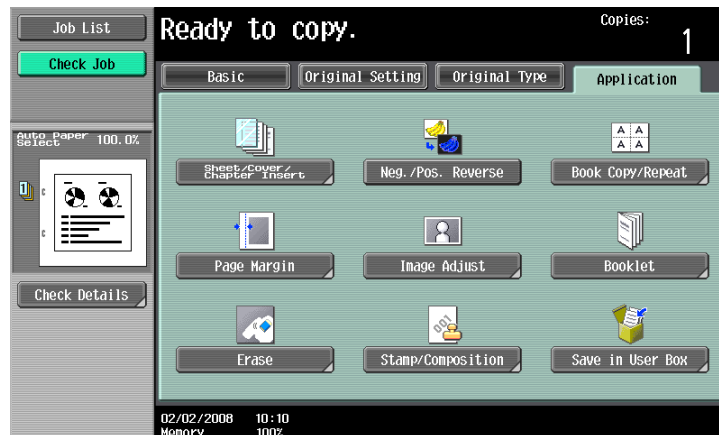 Job List
Check Job
Auto Paper
Select
100.0%
Check Details
Ready to copy.
Copies:
1
Basic
Original Setting
Original Type
Application
Sheet/Cover/
Chapter Insert
Neg./Pos. Reverse
A A
A A
Book Copy/Repeat
Page Margin
Image Adjust
Booklet
Erase
001
Stamp/Composition
Save in User Box
02/02/2008 10:10
Memory 100%